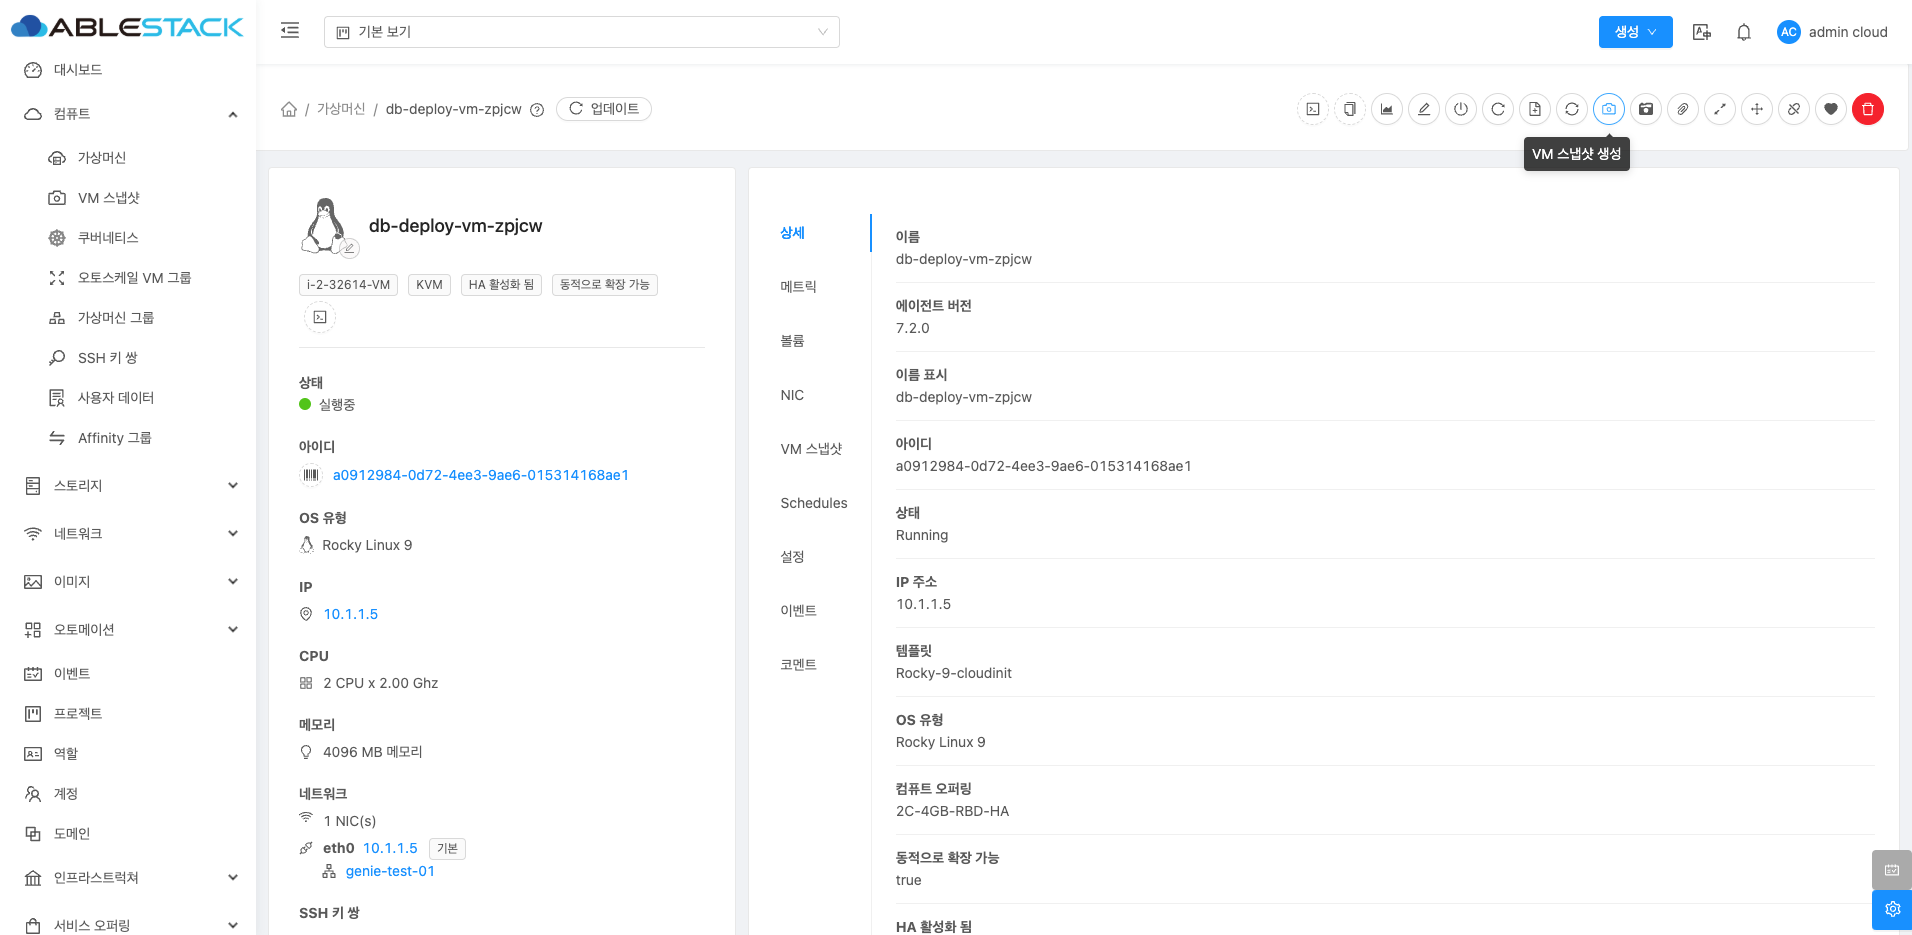 ABLESTACK
기본 보기
생성
AC
admin cloud
대시보드
컴퓨트
가상머신
VM 스냅샷
쿠버네티스
오토스케일 VM 그룹
가상머신 그룹
SSH 키 쌍
사용자 데이터
Affinity 그룹
스토리지
네트워크
이미지
오토메이션
이벤트
프로젝트
역할
계정
도메인
인프라스트럭쳐
서비스 오퍼링
/ 가상머신 / db-deploy-vm-zpjcw
업데이트
VM 스냅샷 생성
db-deploy-vm-zpjcw
i-2-32614-VM
KVM
HA 활성화 됨
동적으로 확장 가능
상태
실행중
아이디
a0912984-0d72-4ee3-9ae6-015314168ae1
OS 유형
Rocky Linux 9
IP
10.1.1.5
CPU
2 CPU x 2.00 Ghz
메모리
4096 MB 메모리
네트워크
1 NIC(s)
eth0 10.1.1.5 기본
genie-test-01
SSH 키 쌍
상세
메트릭
볼륨
NIC
VM 스냅샷
Schedules
설정
이벤트
코멘트
이름
db-deploy-vm-zpjcw
에이전트 버전
7.2.0
이름 표시
db-deploy-vm-zpjcw
아이디
a0912984-0d72-4ee3-9ae6-015314168ae1
상태
Running
IP 주소
10.1.1.5
템플릿
Rocky-9-cloudinit
OS 유형
Rocky Linux 9
컴퓨트 오퍼링
2C-4GB-RBD-HA
동적으로 확장 가능
true
HA 활성화 됨